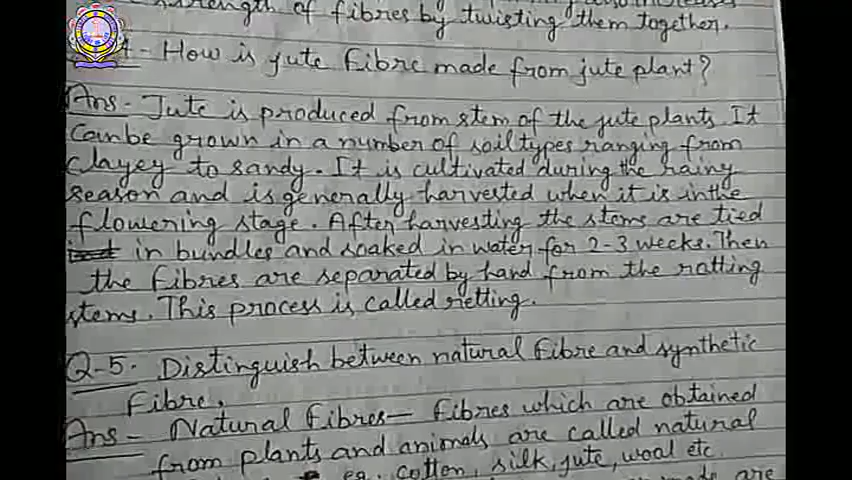 strength of fibres by twisting them together.
4 - How is jute fibre made from jute plant?
Ans - Jute is produced from stem of the jute plants. It
can be grown in a number of soil types ranging from
clayey to sandy. It is cultivated during the rainy
season and is generally harvested when it is in the
flowering stage. After harvesting the stems are tied
in bundles and soaked in water for 2-3 weeks. Then
the fibres are separated by hand from the rotting
stems. This process is called retting.
Q-5. Distinguish between natural fibre and synthetic
fibre.
Ans - Natural fibres — fibres which are obtained
from plants and animals are called natural
eg. cotton, silk, jute, woal etc
are